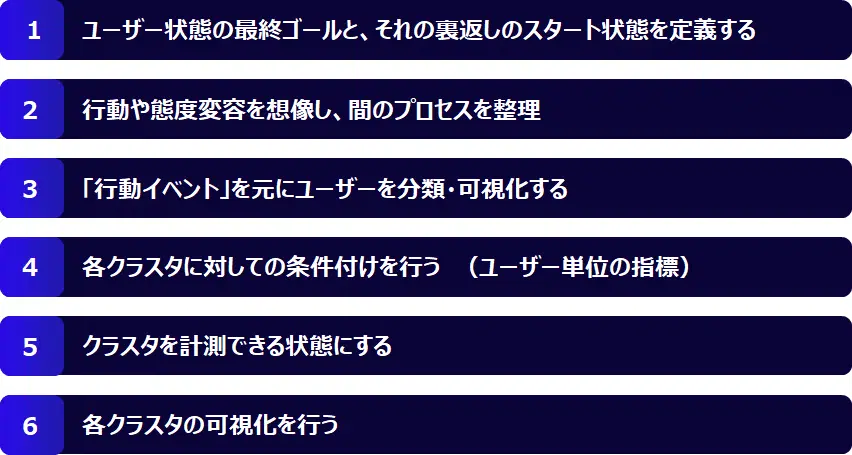 1 ユーザー状態の最終ゴールと、それの裏返しのスタート状態を定義する
2 行動や態度変容を想像し、間のプロセスを整理
3 「行動イベント」を元にユーザーを分類・可視化する
4 各クラスタに対しての条件付けを行う　（ユーザー単位の指標）
5 クラスタを計測できる状態にする
6 各クラスタの可視化を行う